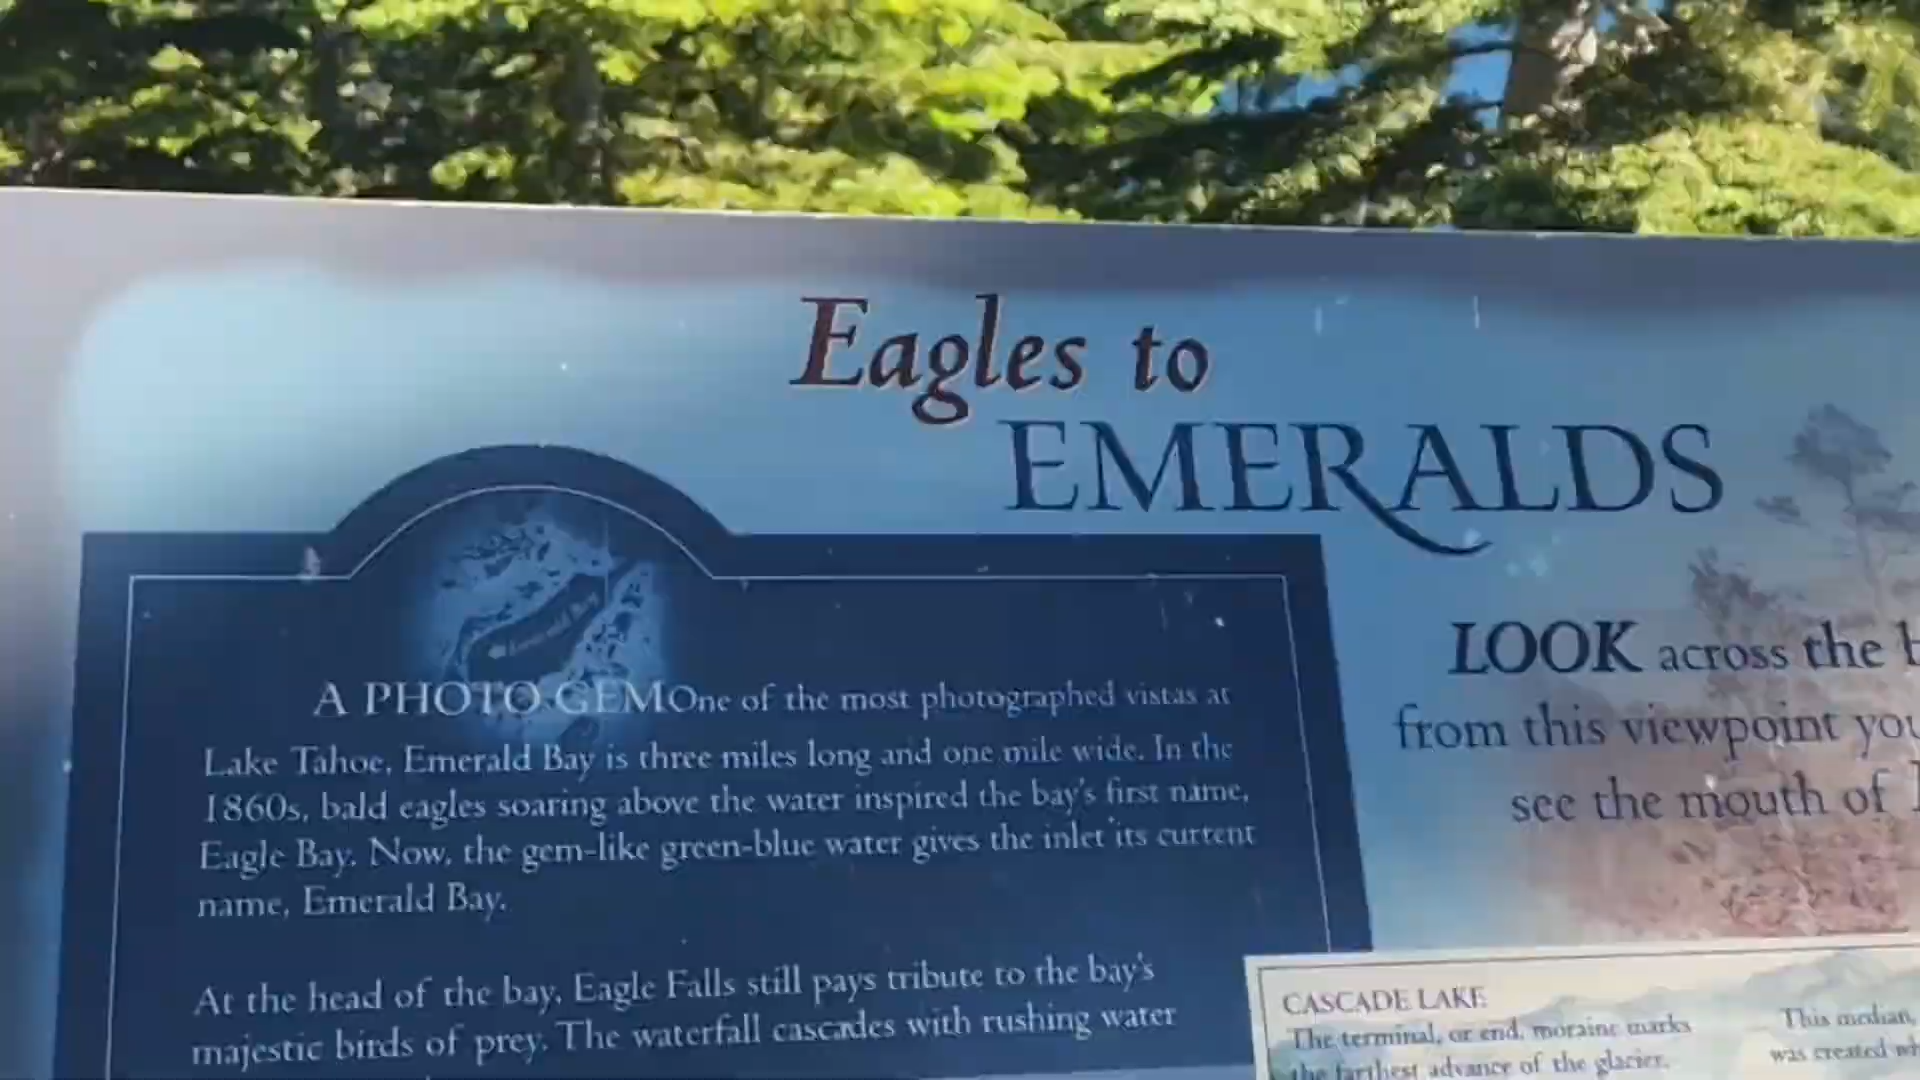 Eagles to
EMERALDS
Emerald Bay
A PHOTO GEM One of the most photographed vistas at
Lake Tahoe, Emerald Bay is three miles long and one mile wide. In the
1860s, bald eagles soaring above the water inspired the bay's first name,
Eagle Bay. Now, the gem-like green-blue water gives the inlet its current
name, Emerald Bay.
At the head of the bay, Eagle Falls still pays tribute to the bay's
majestic birds of prey. The waterfall cascades with rushing water
LOOK across the
from this viewpoint
see the mouth of
CASCADE LAKE
The terminal, or end, moraine marks
the farthest advance of the glacier.
This median,
was created